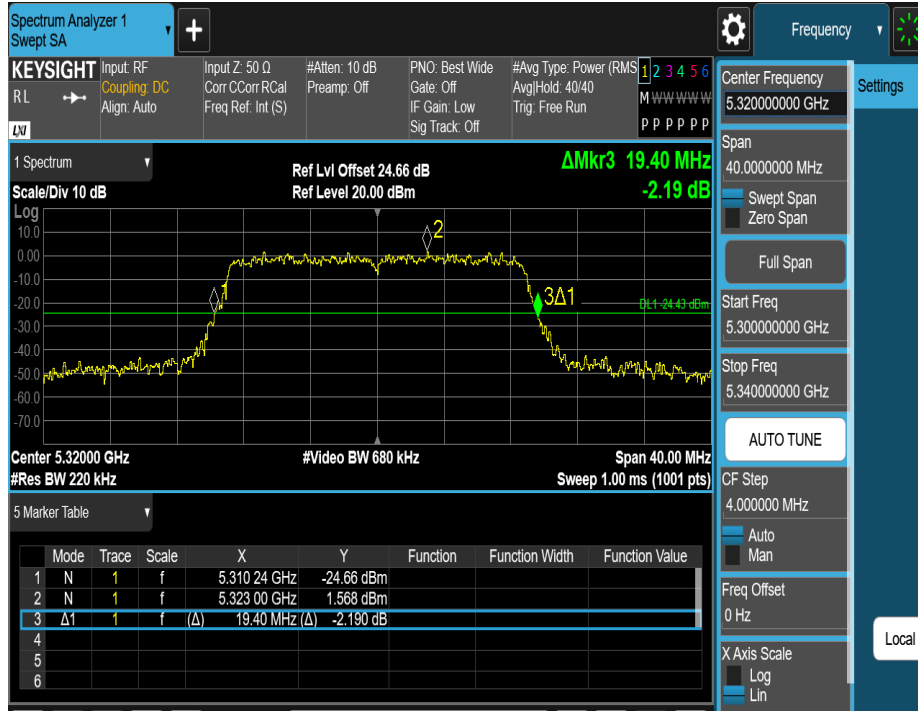 Spectrum Analyzer 1
Swept SA
+
Frequency
KEYSIGHT
RL
LXI
Input: RF
Coupling: DC
Align: Auto
Input Z: 50 Ω
Corr CCorr RCal
Freq Ref: Int (S)
#Atten: 10 dB
Preamp: Off
PNO: Best Wide
Gate: Off
IF Gain: Low
Sig Track: Off
#Avg Type: Power (RMS
Avg|Hold: 40/40
Trig: Free Run
1 2 3 4 5 6
M W W W W W
P P P P P P
1 Spectrum
Scale/Div 10 dB
Ref Lvl Offset 24.66 dB
Ref Level 20.00 dBm
ΔMkr3 19.40 MHz
-2.19 dB
Log
10.0
0.00
-10.0
-20.0
-30.0
-40.0
-50.0
-60.0
-70.0
1
2
3Δ1
DL1 -24.43 dBm
Center 5.32000 GHz
#Video BW 680 kHz
Span 40.00 MHz
#Res BW 220 kHz
Sweep 1.00 ms (1001 pts)
5 Marker Table
Mode Trace Scale X Y Function Function Width Function Value
1 N 1 f 5.310 24 GHz -24.66 dBm
2 N 1 f 5.323 00 GHz 1.568 dBm
3 Δ1 1 f (Δ) 19.40 MHz (Δ) -2.190 dB
4
5
6
Center Frequency
5.320000000 GHz
Span
40.0000000 MHz
Swept Span
Zero Span
Full Span
Start Freq
5.300000000 GHz
Stop Freq
5.340000000 GHz
AUTO TUNE
CF Step
4.000000 MHz
Auto
Man
Freq Offset
0 Hz
X Axis Scale
Log
Lin
Settings
Local